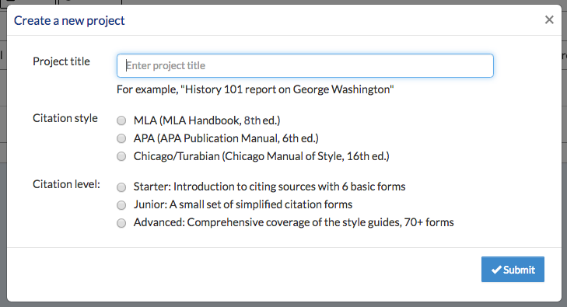 Create a new project ×
Project title
Enter project title
For example, "History 101 report on George Washington"
Citation style
MLA (MLA Handbook, 8th ed.)
APA (APA Publication Manual, 6th ed.)
Chicago/Turabian (Chicago Manual of Style, 16th ed.)
Citation level:
Starter: Introduction to citing sources with 6 basic forms
Junior: A small set of simplified citation forms
Advanced: Comprehensive coverage of the style guides, 70+ forms
✔ Submit